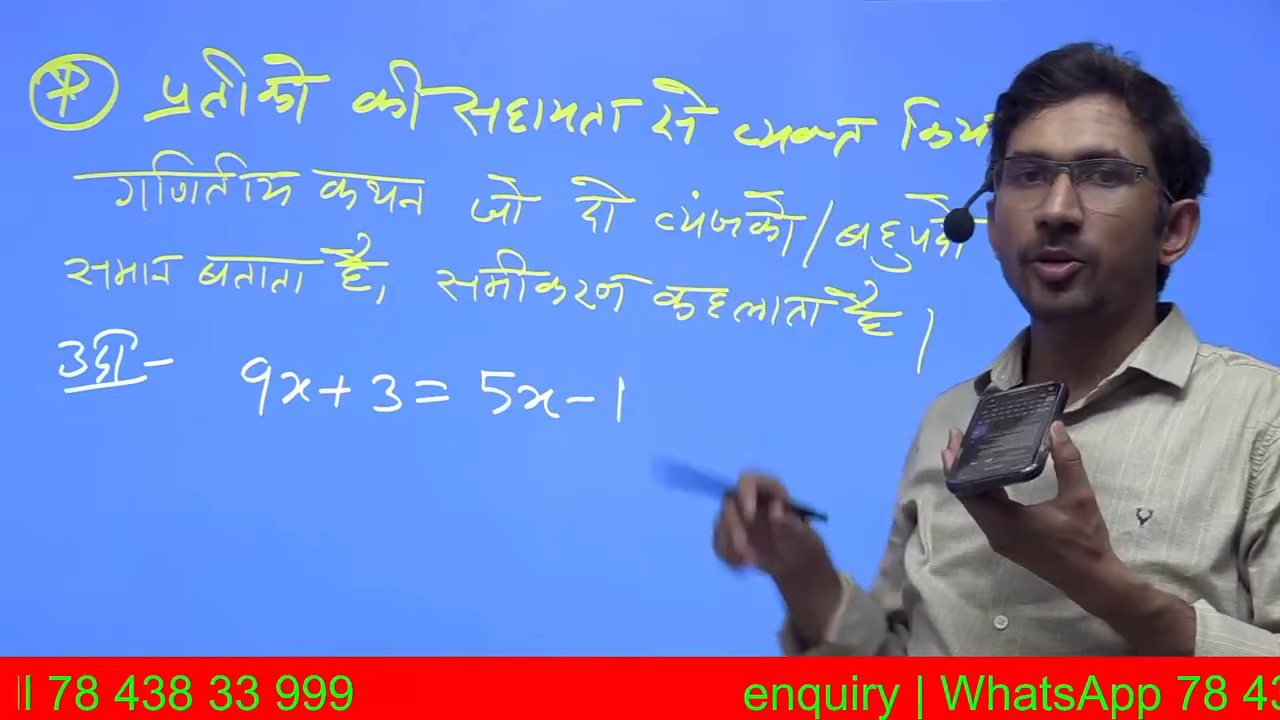 * प्रतीको की सहायता से व्यक्त किया
गणितीय कथन जो दो व्यंजको/बहुपदो
समान बताता है, समीकरण कहलाता है।
उदा- 9x+3=5x-1
ll 78 438 33 999 enquiry | WhatsApp 78 43